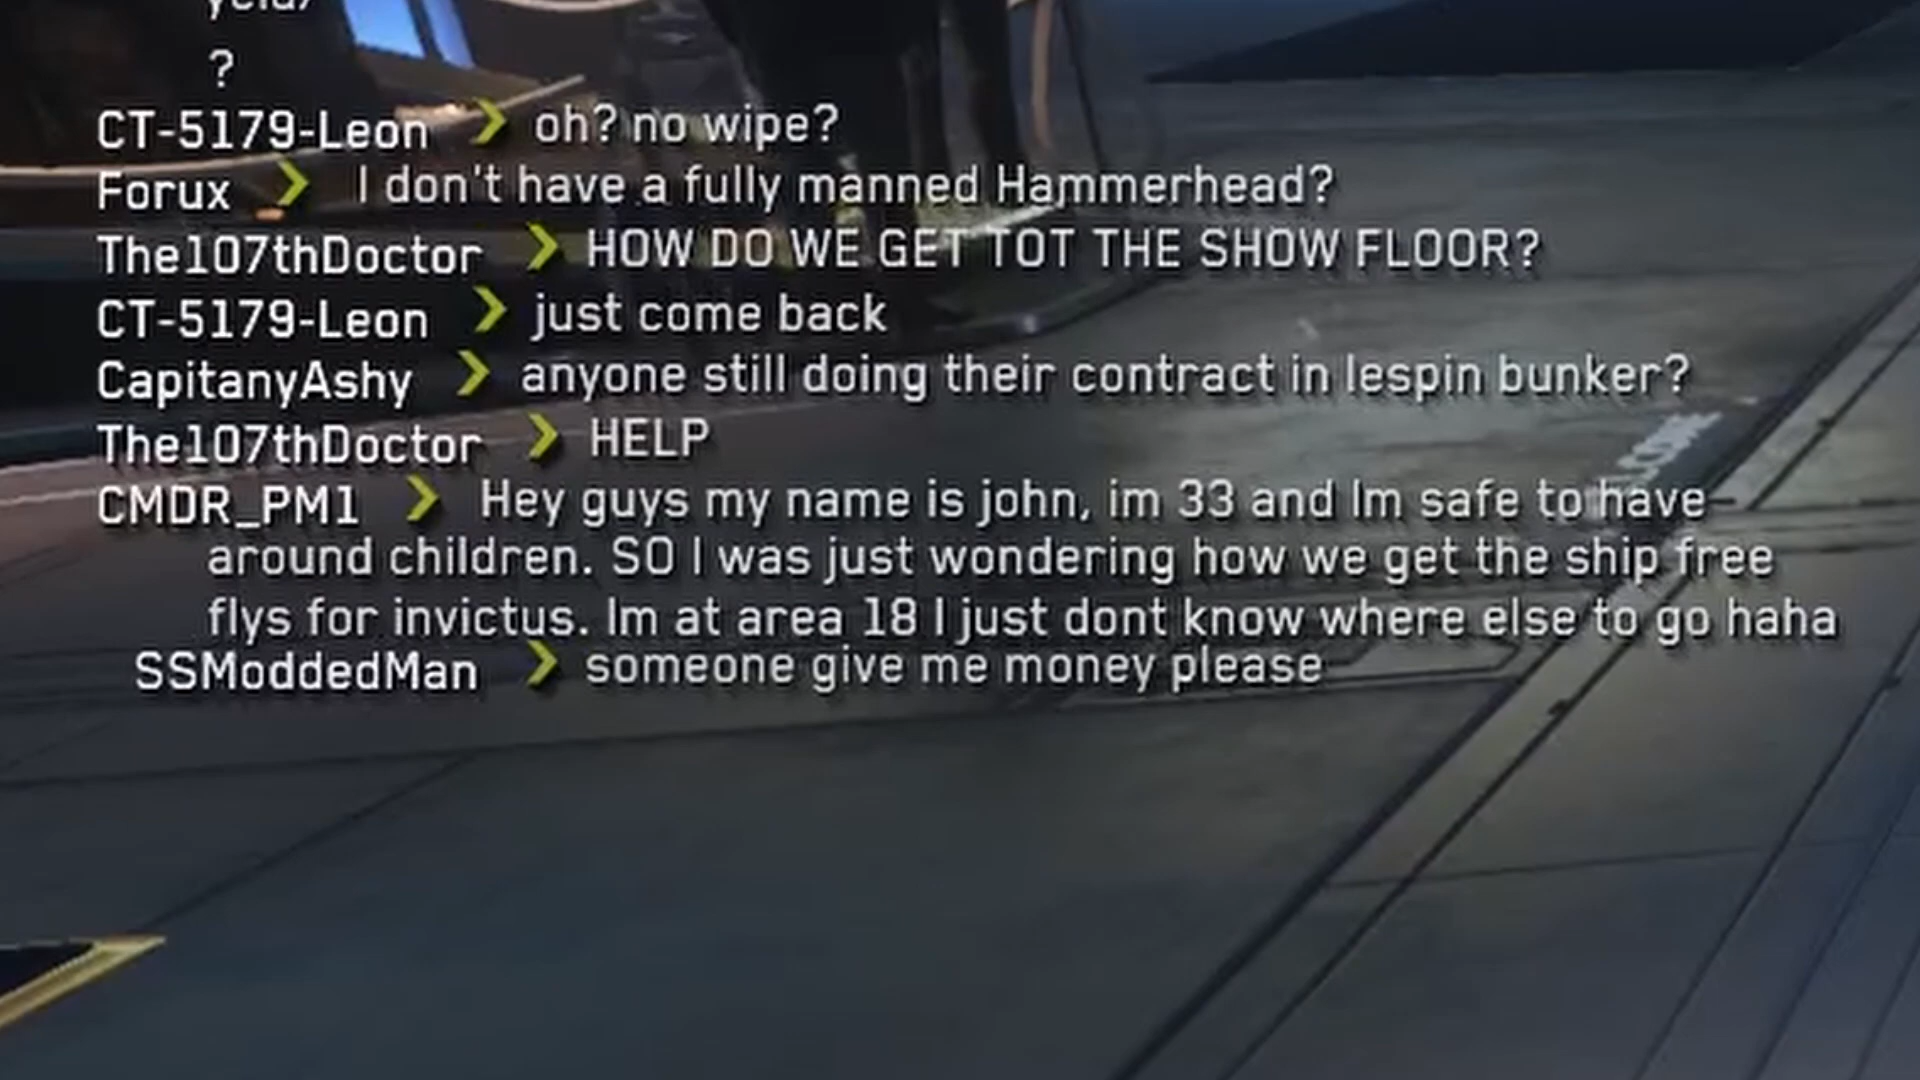 ?
CT-5179-Leon > oh? no wipe?
Forux > I don't have a fully manned Hammerhead?
The107thDoctor > HOW DO WE GET TOT THE SHOW FLOOR?
CT-5179-Leon > just come back
CapitanyAshy > anyone still doing their contract in lespin bunker?
The107thDoctor > HELP
CMDR_PM1 > Hey guys my name is john, im 33 and Im safe to have
around children. SO I was just wondering how we get the ship free
flys for invictus. Im at area 18 I just dont know where else to go haha
SSModdedMan > someone give me money please